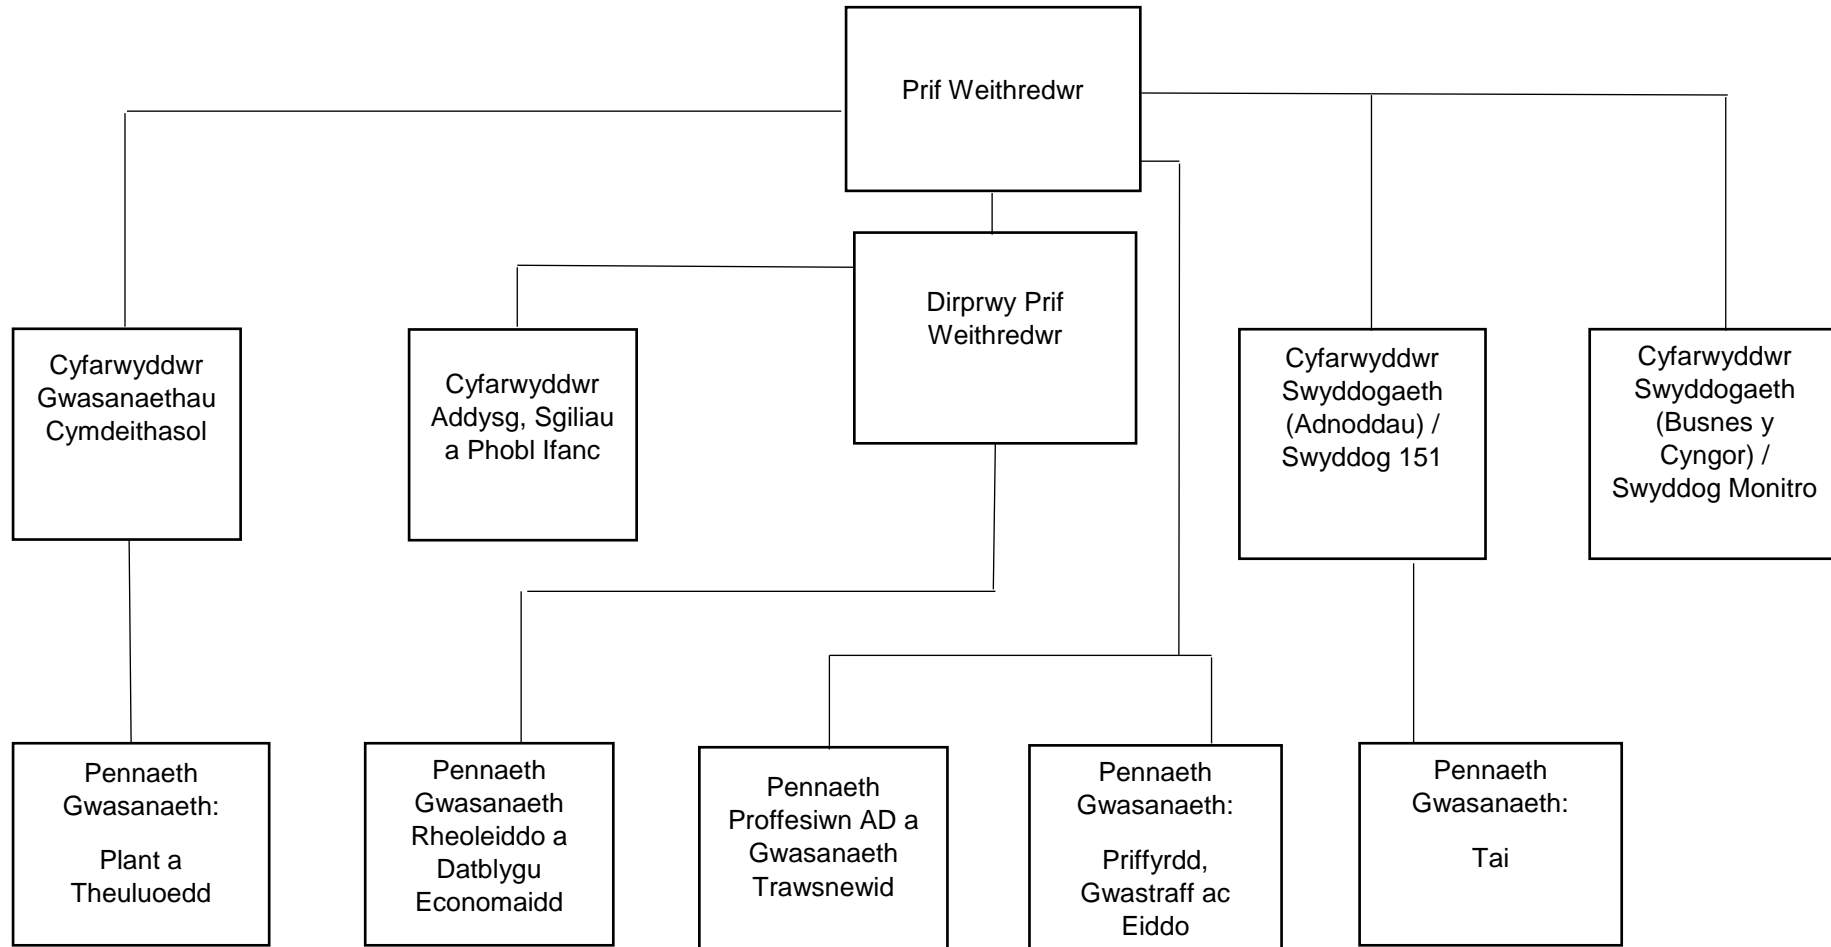 Prif Weithredwr
Dirprwy Prif
Weithredwr
Cyfarwyddwr
Gwasanaethau
Cymdeithasol
Cyfarwyddwr
Addysg, Sgiliau
a Phobl Ifanc
Cyfarwyddwr
Swyddogaeth
(Adnoddau) /
Swyddog 151
Cyfarwyddwr
Swyddogaeth
(Busnes y
Cyngor) /
Swyddog Monitro
Pennaeth
Gwasanaeth:
Plant a
Theuluoedd
Pennaeth
Gwasanaeth
Rheoleiddo a
Datblygu
Economaidd
Pennaeth
Proffesiwn AD a
Gwasanaeth
Trawsnewid
Pennaeth
Gwasanaeth:
Priffyrdd,
Gwastraff ac
Eiddo
Pennaeth
Gwasanaeth:
Tai